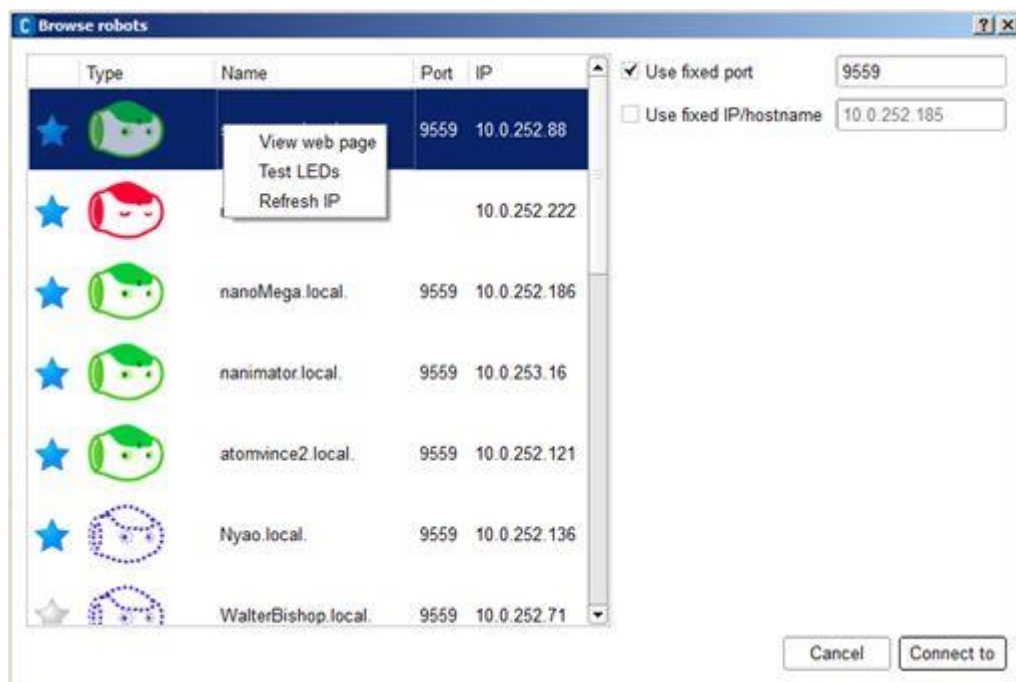 C Browse robots
Type Name Port IP
9559 10.0.252.88
View web page
Test LEDs
Refresh IP
10.0.252.222
nanoMega.local. 9559 10.0.252.186
nanimator.local. 9559 10.0.253.16
atomvince2.local. 9559 10.0.252.121
Nyao.local. 9559 10.0.252.136
WalterBishop.local. 9559 10.0.252.71
Use fixed port 9559
Use fixed IP/hostname 10.0.252.185
Cancel Connect to